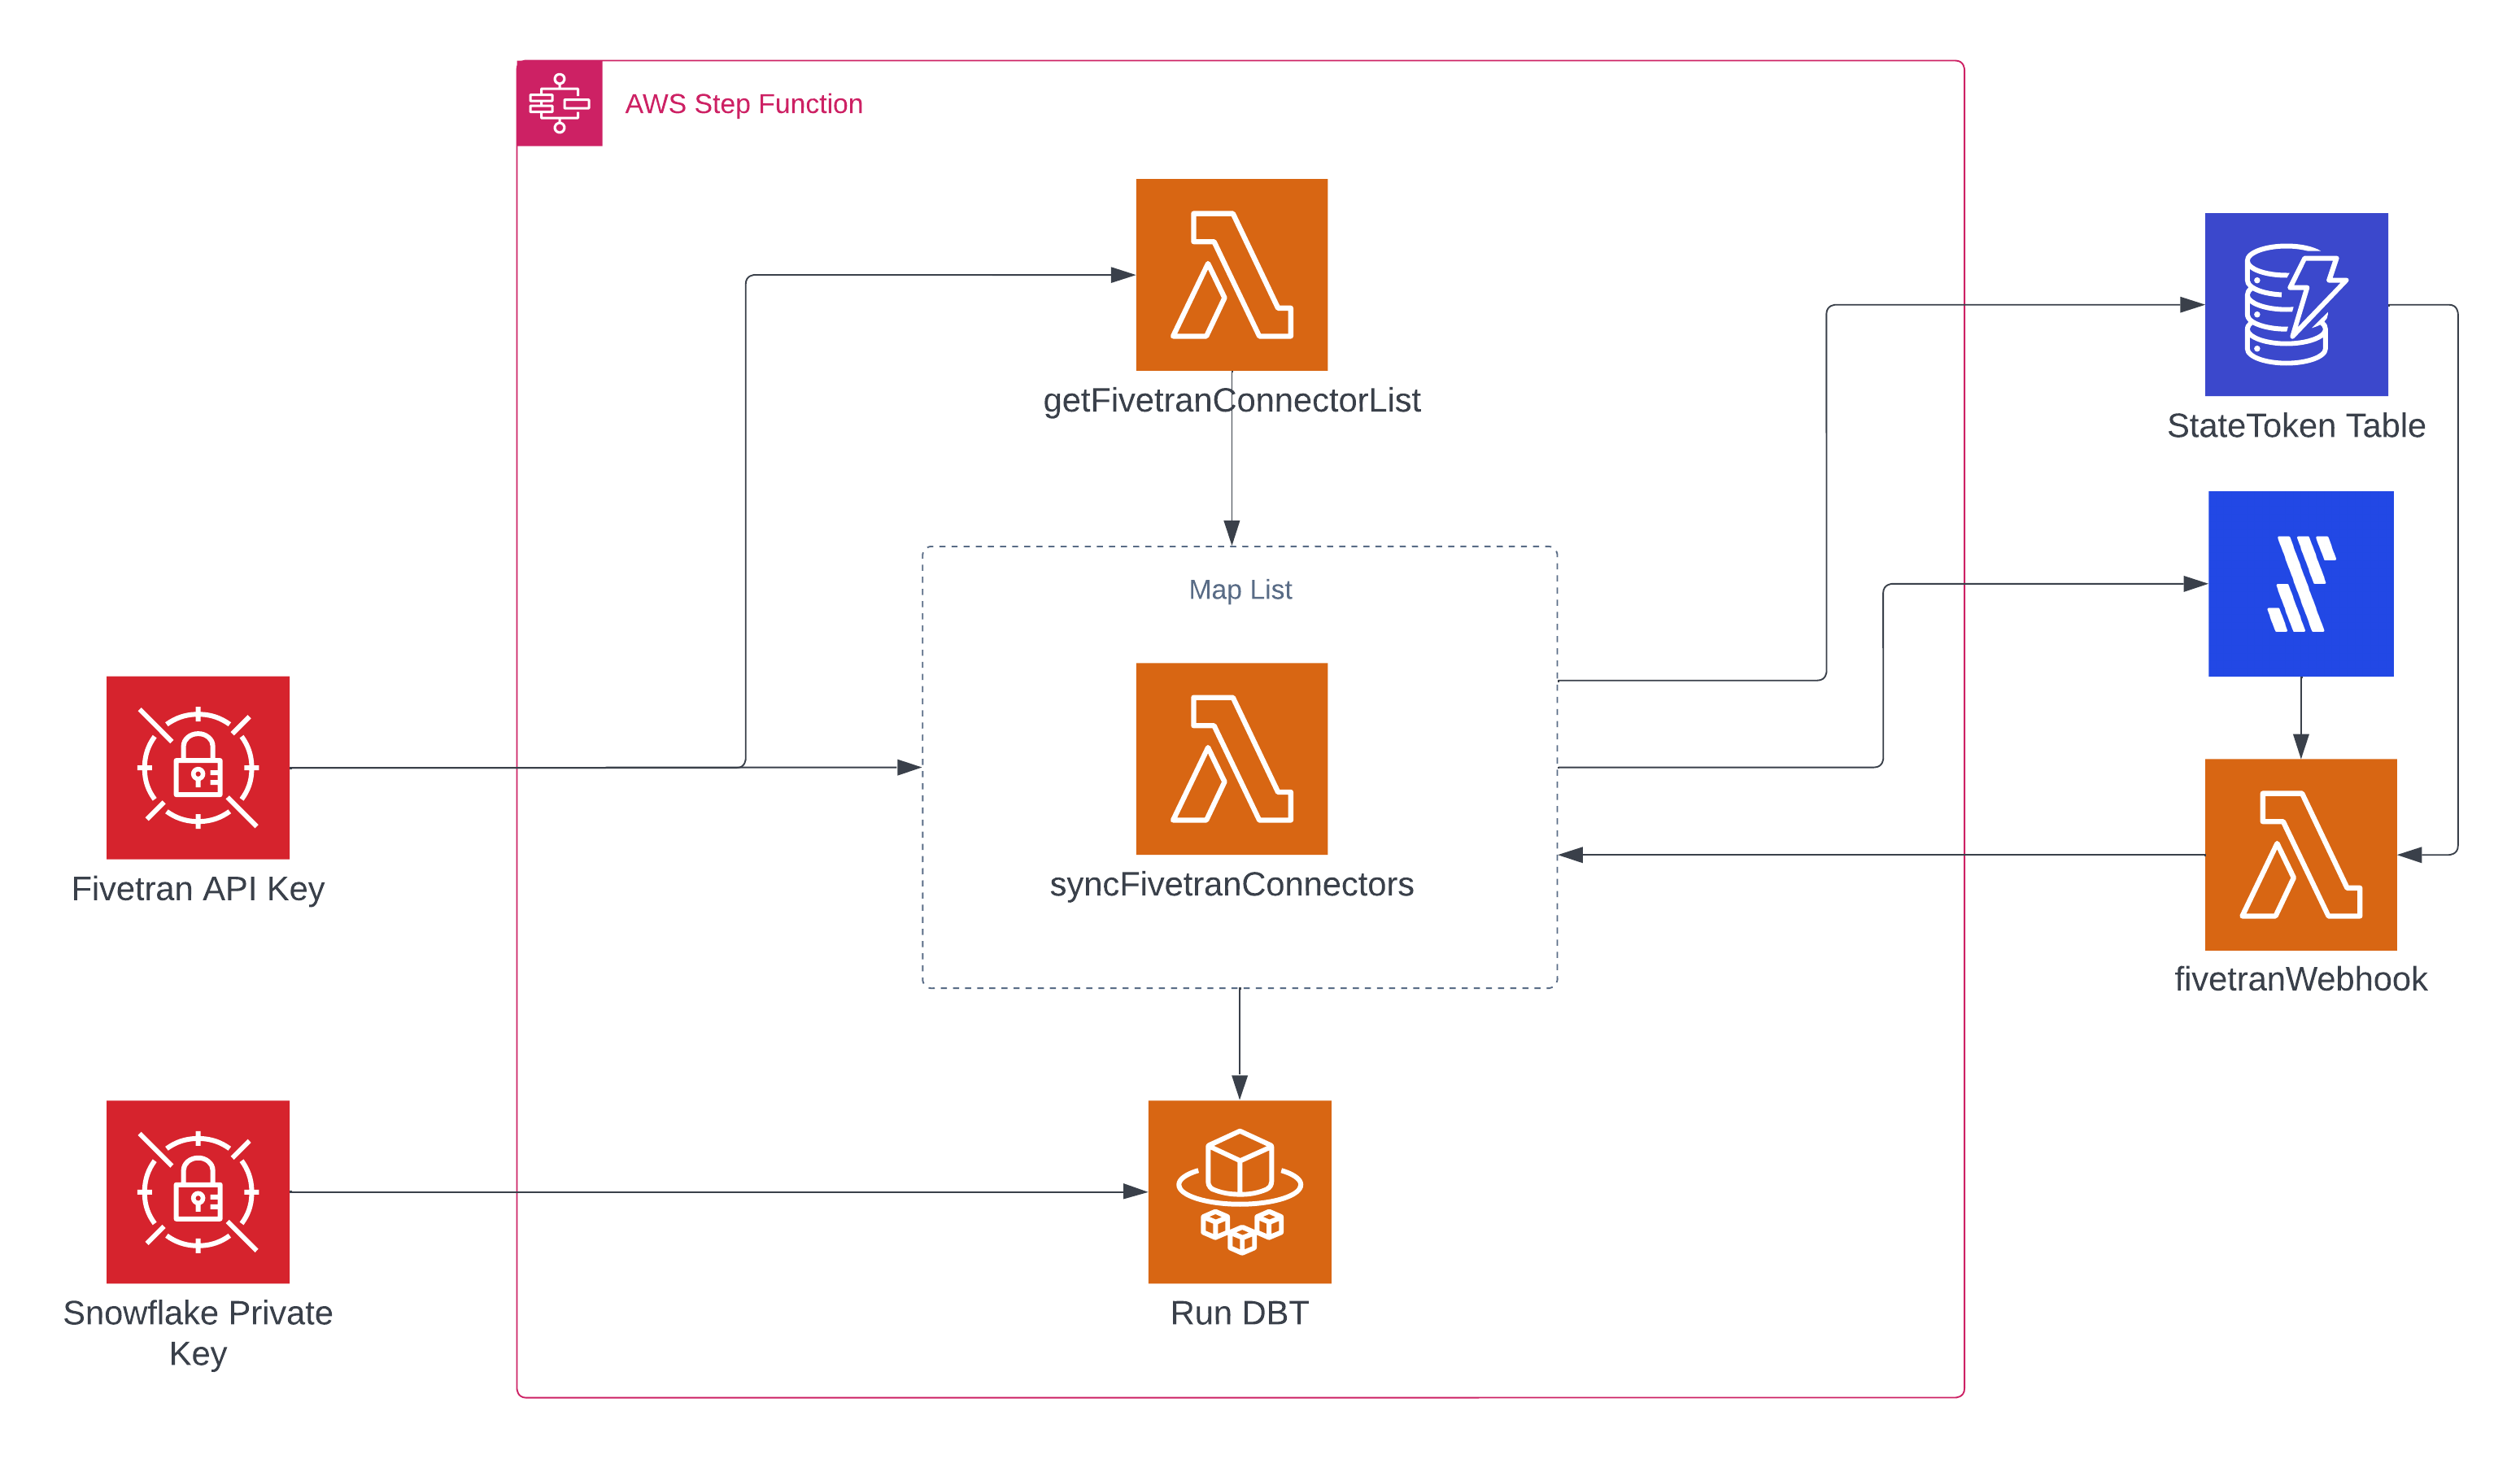 AWS Step Function
getFivetranConnectorList
StateToken Table
Map List
syncFivetranConnectors
Fivetran API Key
fivetranWebhook
Snowflake Private
Key
Run DBT